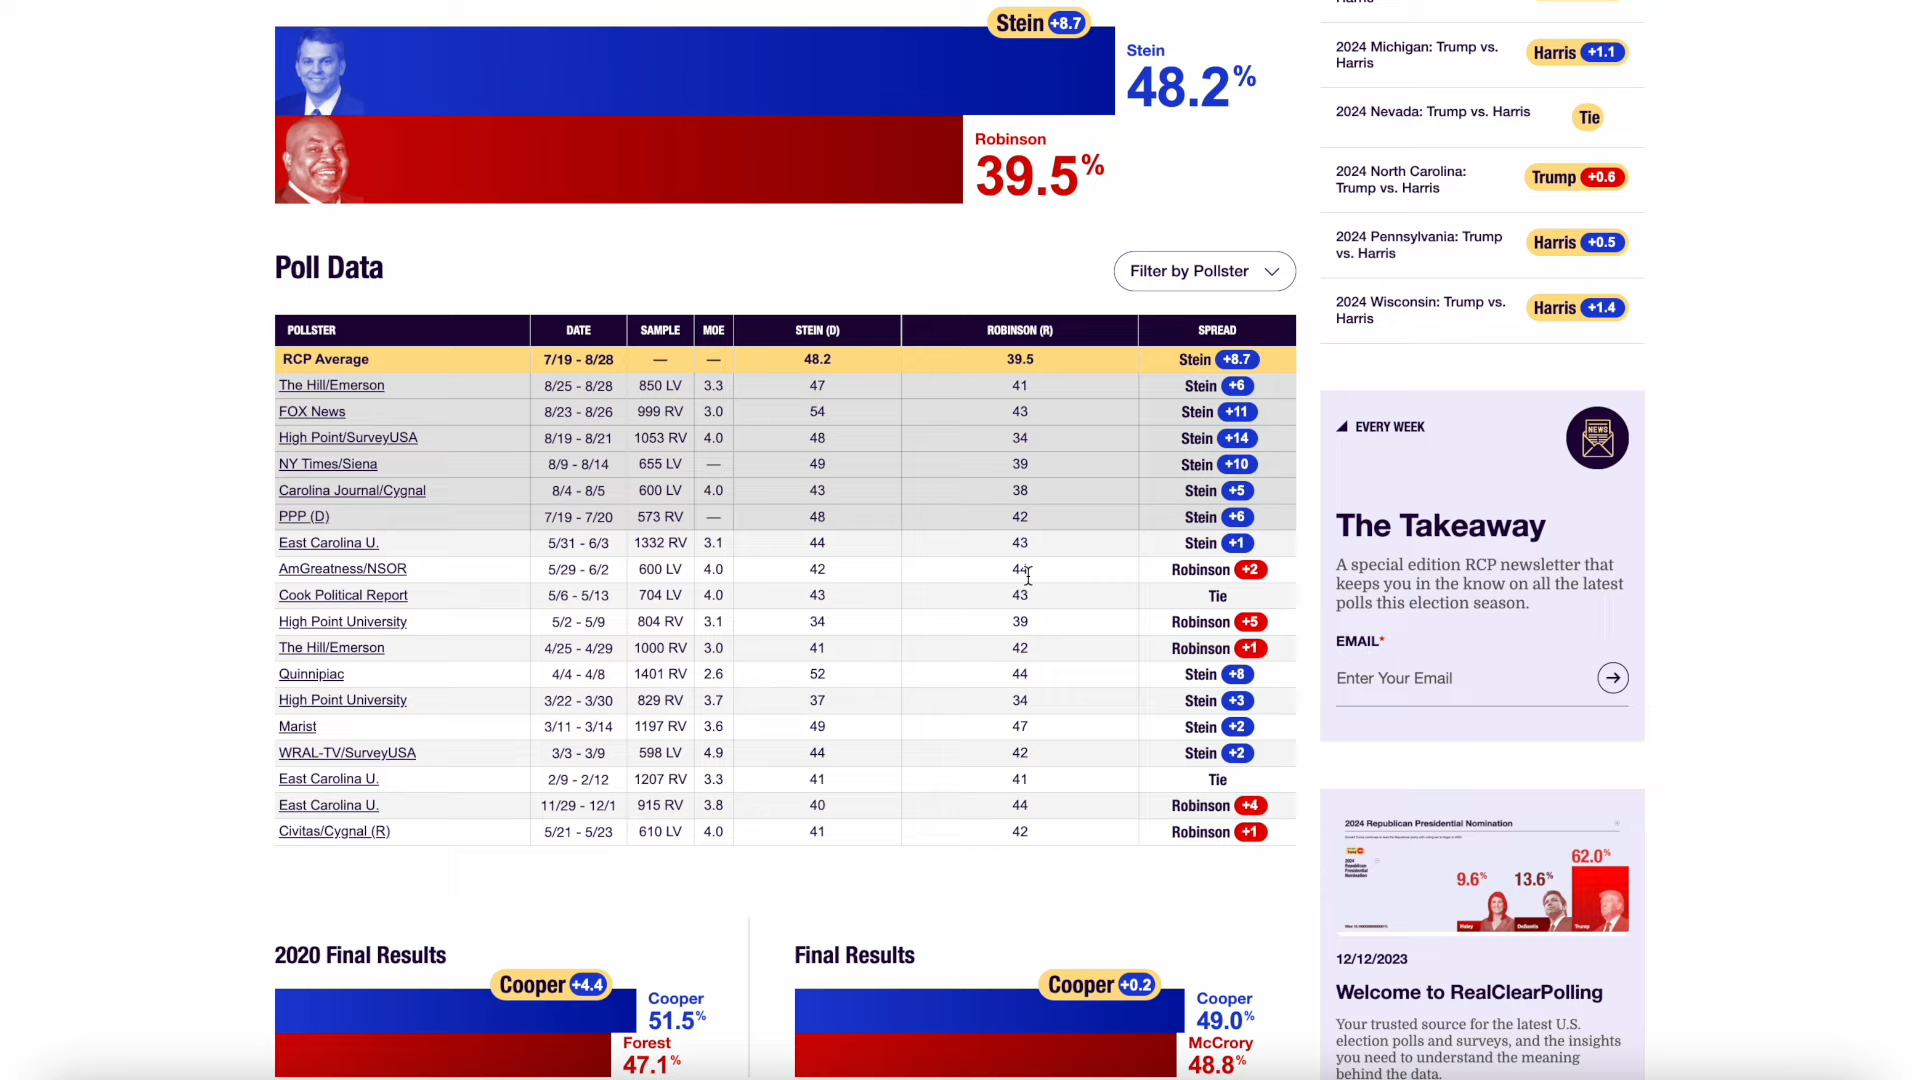 Stein +8.7
Stein
48.2%
Robinson
39.5%
Poll Data
Filter by Pollster
POLLSTER DATE SAMPLE MOE STEIN (D) ROBINSON (R) SPREAD
RCP Average 7/19 - 8/28 — — 48.2 39.5 Stein +8.7
The Hill/Emerson 8/25 - 8/28 850 LV 3.3 47 41 Stein +6
FOX News 8/23 - 8/26 999 RV 3.0 54 43 Stein +11
High Point/SurveyUSA 8/19 - 8/21 1053 RV 4.0 48 34 Stein +14
NY Times/Siena 8/9 - 8/14 655 LV — 49 39 Stein +10
Carolina Journal/Cygnal 8/4 - 8/5 600 LV 4.0 43 38 Stein +5
PPP (D) 7/19 - 7/20 573 RV — 48 42 Stein +6
East Carolina U. 5/31 - 6/3 1332 RV 3.1 44 43 Stein +1
AmGreatness/NSOR 5/29 - 6/2 600 LV 4.0 42 44 Robinson +2
Cook Political Report 5/6 - 5/13 704 LV 4.0 43 43 Tie
High Point University 5/2 - 5/9 804 RV 3.1 34 39 Robinson +5
The Hill/Emerson 4/25 - 4/29 1000 RV 3.0 41 42 Robinson +1
Quinnipiac 4/4 - 4/8 1401 RV 2.6 52 44 Stein +8
High Point University 3/22 - 3/30 829 RV 3.7 37 34 Stein +3
Marist 3/11 - 3/14 1197 RV 3.6 49 47 Stein +2
WRAL-TV/SurveyUSA 3/3 - 3/9 598 LV 4.9 44 42 Stein +2
East Carolina U. 2/9 - 2/12 1207 RV 3.3 41 41 Tie
East Carolina U. 11/29 - 12/1 915 RV 3.8 40 44 Robinson +4
Civitas/Cygnal (R) 5/21 - 5/23 610 LV 4.0 41 42 Robinson +1
2020 Final Results
Cooper +4.4
Cooper
51.5%
Forest
47.1%
Final Results
Cooper +0.2
Cooper
49.0%
McCrory
48.8%
Harris
2024 Michigan: Trump vs.
Harris
Harris +1.1
2024 Nevada: Trump vs. Harris
Tie
2024 North Carolina:
Trump vs. Harris
Trump +0.6
2024 Pennsylvania: Trump
vs. Harris
Harris +0.5
2024 Wisconsin: Trump vs.
Harris
Harris +1.4
EVERY WEEK
NEWS
The Takeaway
A special edition RCP newsletter that
keeps you in the know on all the latest
polls this election season.
EMAIL*
Enter Your Email
2024 Republican Presidential Nomination
2024
Republican
Presidential
Nomination
9.6%
13.6%
62.0%
Haley
DeSantis
Trump
12/12/2023
Welcome to RealClearPolling
Your trusted source for the latest U.S.
election polls and surveys, and the insights
you need to understand the meaning
behind the data.